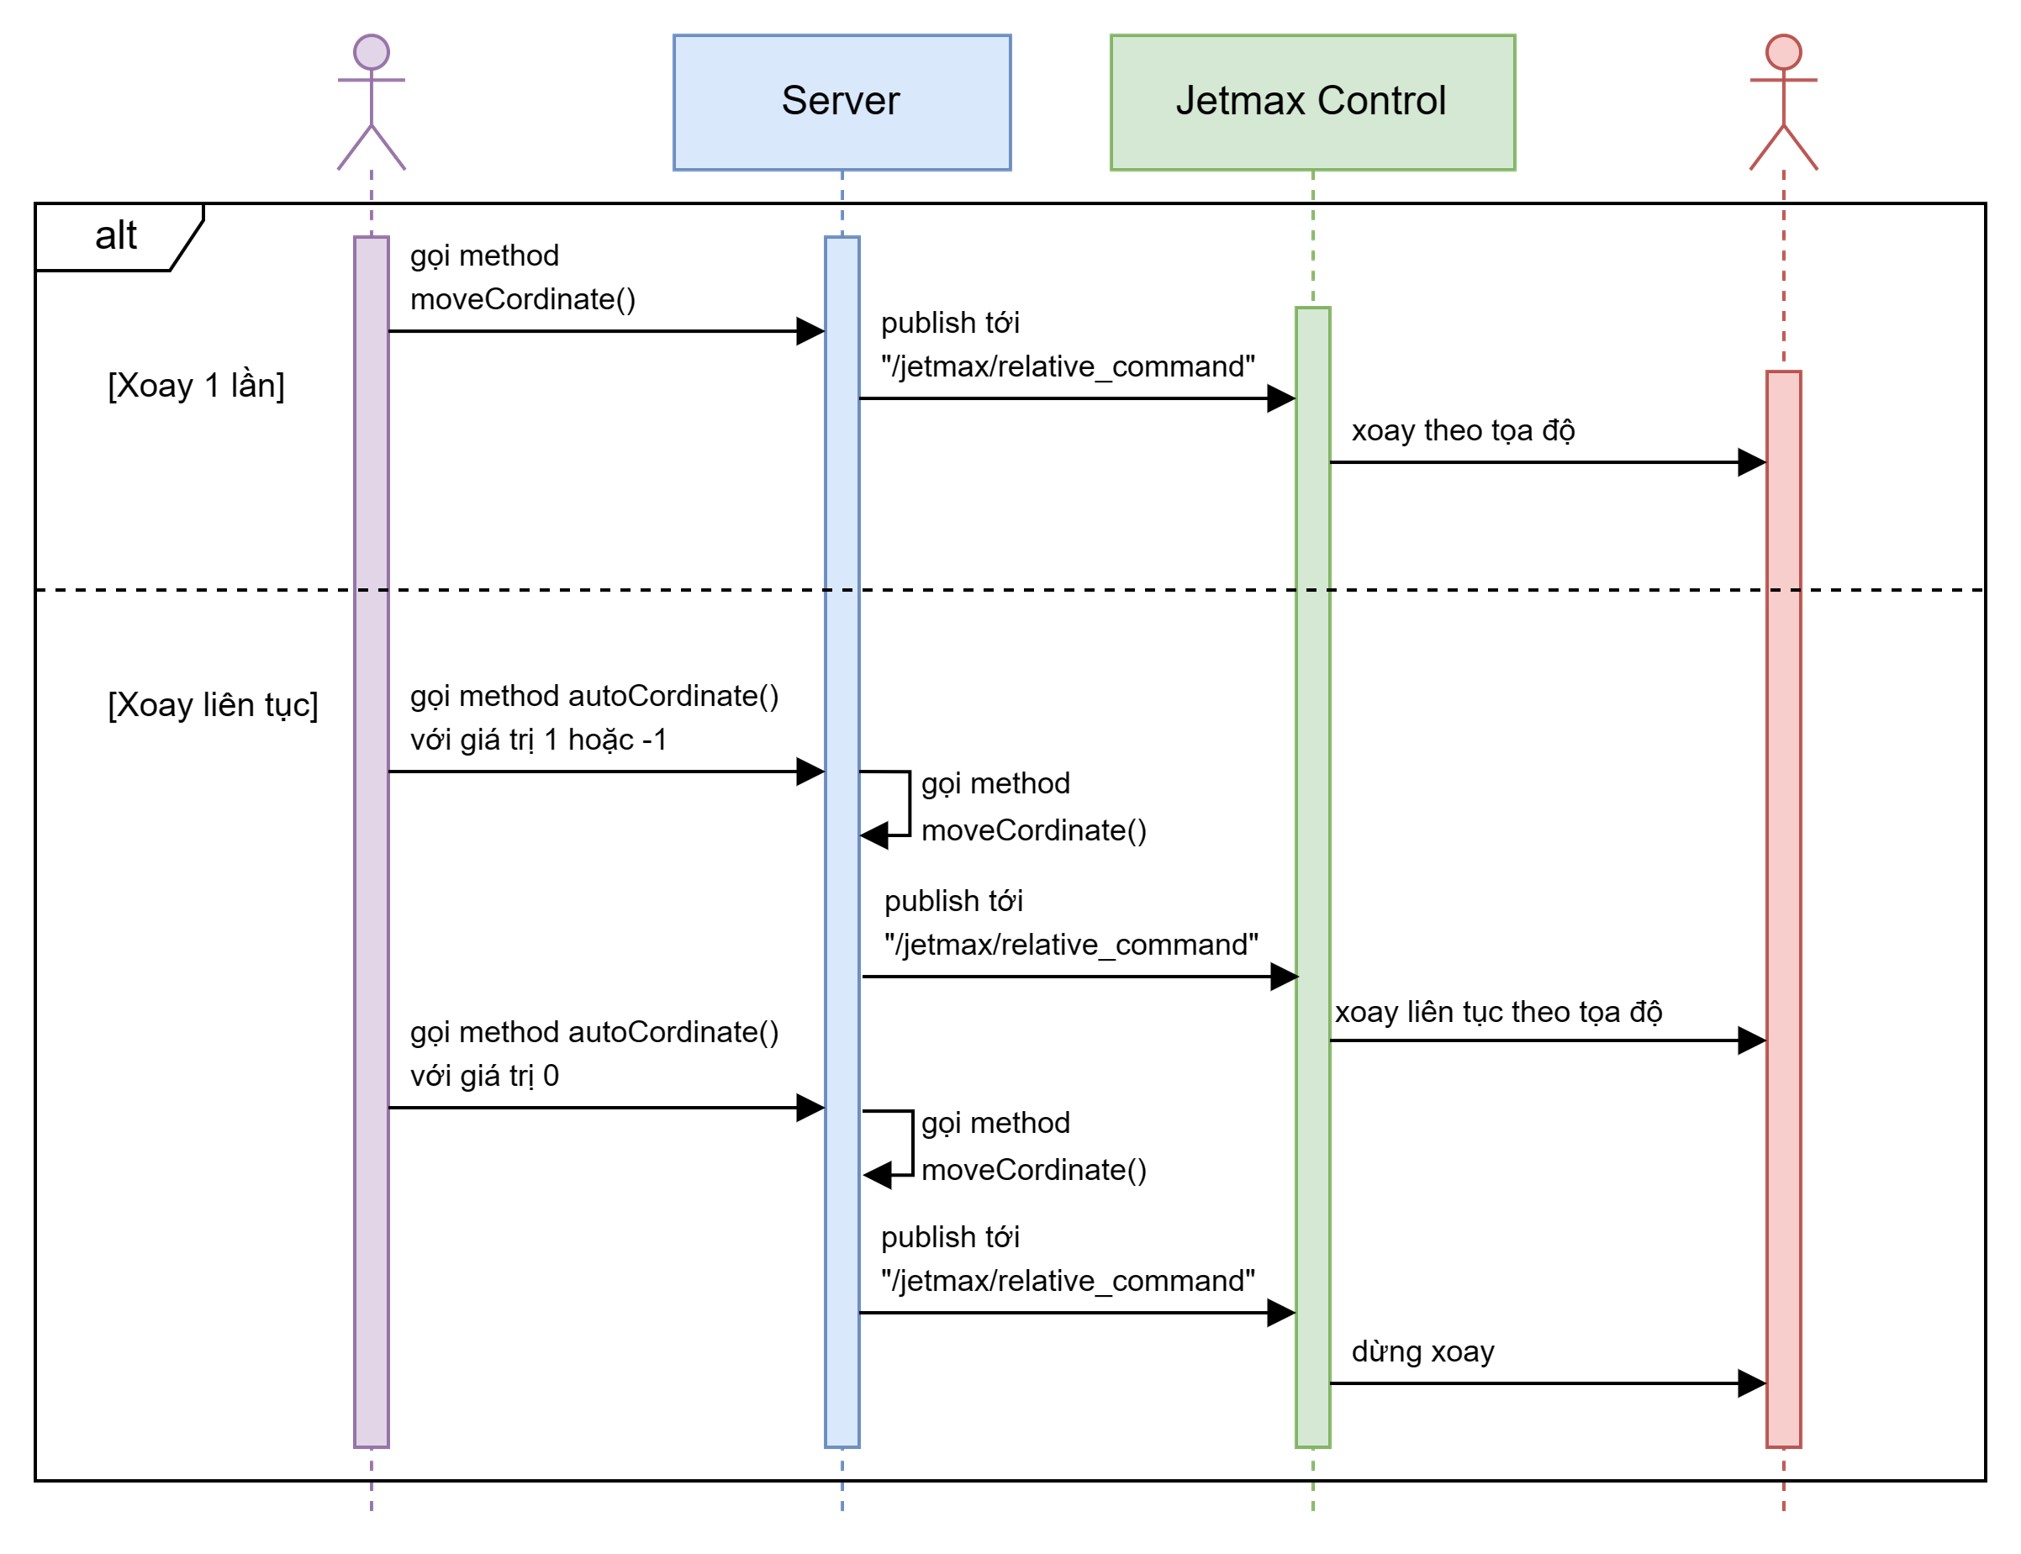 Server
Jetmax Control
alt
gọi method
moveCordinate()
publish tới
"/jetmax/relative_command"
[Xoay 1 lần]
xoay theo tọa độ
[Xoay liên tục]
gọi method autoCordinate()
với giá trị 1 hoặc -1
gọi method
moveCordinate()
publish tới
"/jetmax/relative_command"
xoay liên tục theo tọa độ
gọi method autoCordinate()
với giá trị 0
gọi method
moveCordinate()
publish tới
"/jetmax/relative_command"
dừng xoay